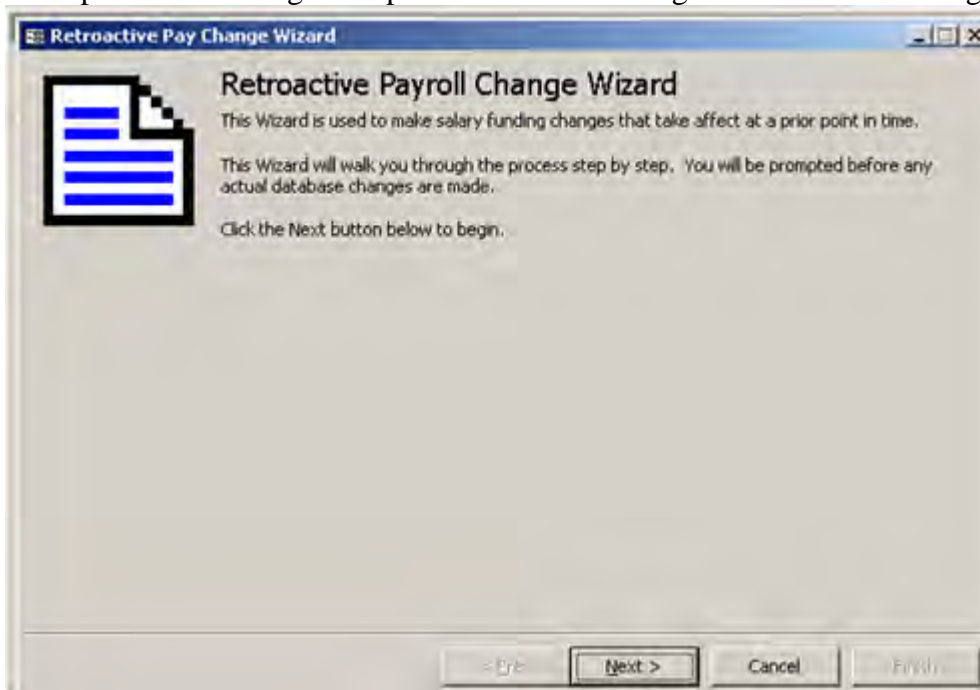 Retroactive Pay Change Wizard
Retroactive Payroll Change Wizard
This Wizard is used to make salary funding changes that take affect at a prior point in time.
This Wizard will walk you through the process step by step. You will be prompted before any
actual database changes are made.
Click the Next button below to begin.
Next > Cancel